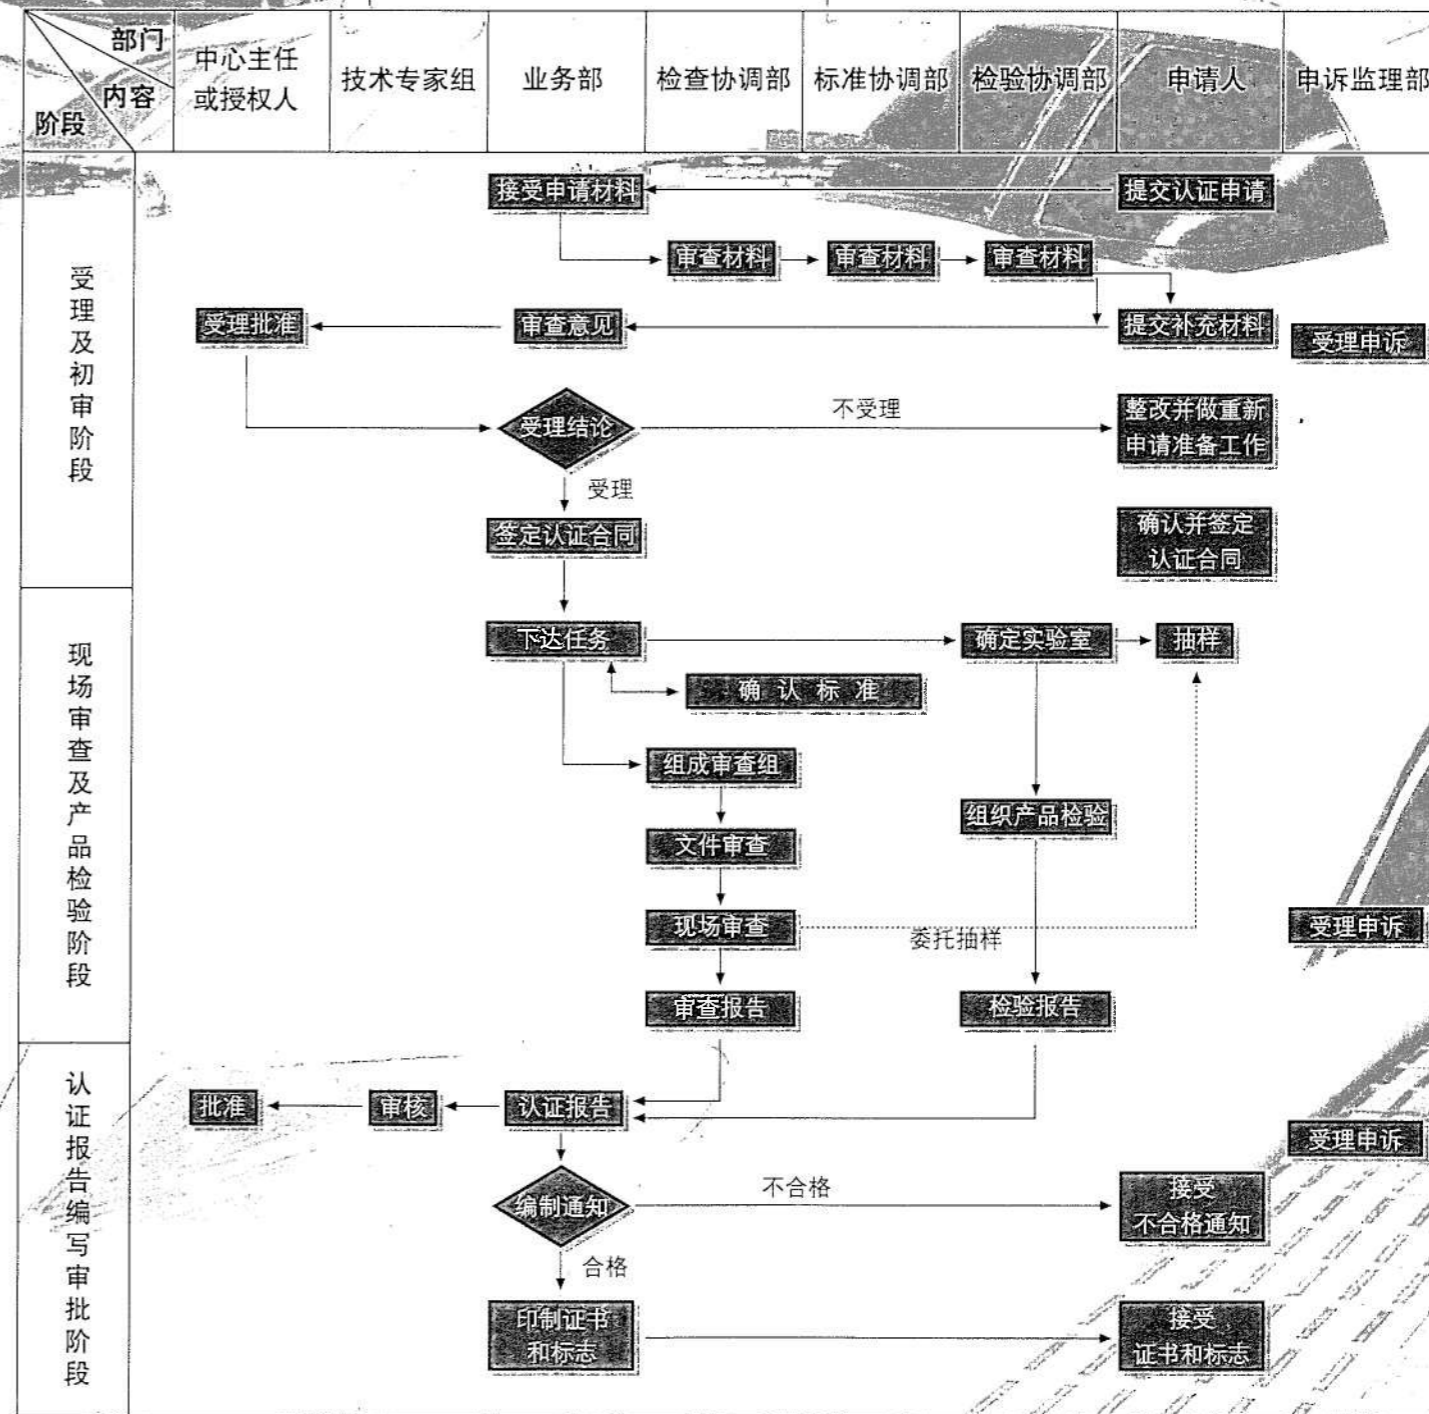 部门
内容
阶段
中心主任
或授权人
技术专家组
业务部
检查协调部
标准协调部
检验协调部
申请人
申诉监理部
受理及初审阶段
接受申请材料
提交认证申请
审查材料
审查材料
审查材料
受理批准
审查意见
提交补充材料
受理申诉
受理结论
不受理
整改并做重新
申请准备工作
受理
签定认证合同
确认并签定
认证合同
现场审查及产品检验阶段
下达任务
确定实验室
抽样
确认标准
组成审查组
组织产品检验
文件审查
现场审查
委托抽样
受理申诉
审查报告
检验报告
认证报告编写审批阶段
批准
审核
认证报告
受理申诉
编制通知
不合格
接受
不合格通知
合格
印制证书
和标志
接受
证书和标志